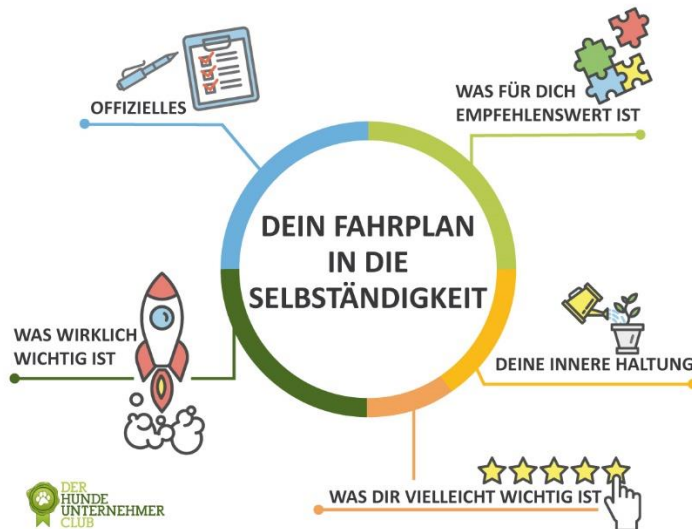 OFFIZIELLES
WAS FÜR DICH
EMPFEHLENSWERT IST
DEIN FAHRPLAN
IN DIE
SELBSTÄNDIGKEIT
WAS WIRKLICH
WICHTIG IST
DEINE INNERE HALTUNG
WAS DIR VIELLEICHT WICHTIG IST
DER
HUNDE
UNTERNEHMER
CLUB